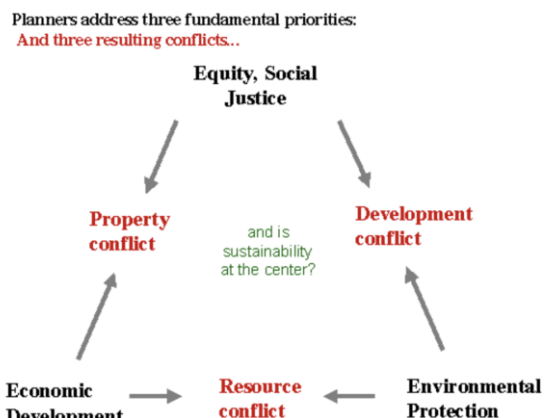 Planners address three fundamental priorities:
And three resulting conflicts...
Equity, Social
Justice
Property
conflict
Development
conflict
and is
sustainability
at the center?
Economic
Development
Resource
conflict
Environmental
Protection